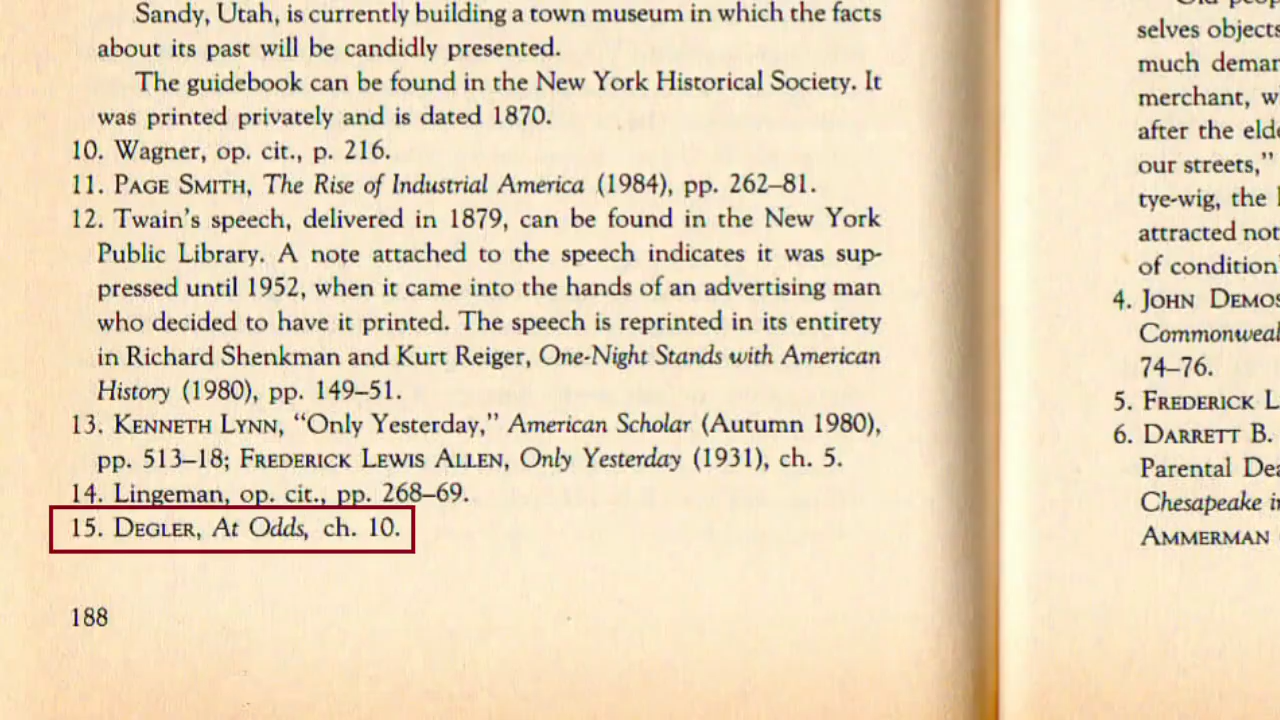 Sandy, Utah, is currently building a town museum in which the facts
about its past will be candidly presented.
The guidebook can be found in the New York Historical Society. It
was printed privately and is dated 1870.
10. Wagner, op. cit., p. 216.
11. PAGE SMITH, The Rise of Industrial America (1984), pp. 262–81.
12. Twain's speech, delivered in 1879, can be found in the New York
Public Library. A note attached to the speech indicates it was sup-
pressed until 1952, when it came into the hands of an advertising man
who decided to have it printed. The speech is reprinted in its entirety
in Richard Shenkman and Kurt Reiger, One-Night Stands with American
History (1980), pp. 149–51.
13. KENNETH LYNN, “Only Yesterday,” American Scholar (Autumn 1980),
pp. 513–18; FREDERICK LEWIS ALLEN, Only Yesterday (1931), ch. 5.
14. Lingeman, op. cit., pp. 268–69.
15. DEGLER, At Odds, ch. 10.
188
selves objects
much deman
merchant, w
after the elde
our streets,”
tye-wig, the
attracted not
of condition
4. JOHN DEMOS
Commonweal
74–76.
5. FREDERICK L
6. DARRETT B.
Parental Dea
Chesapeake in
AMMERMAN